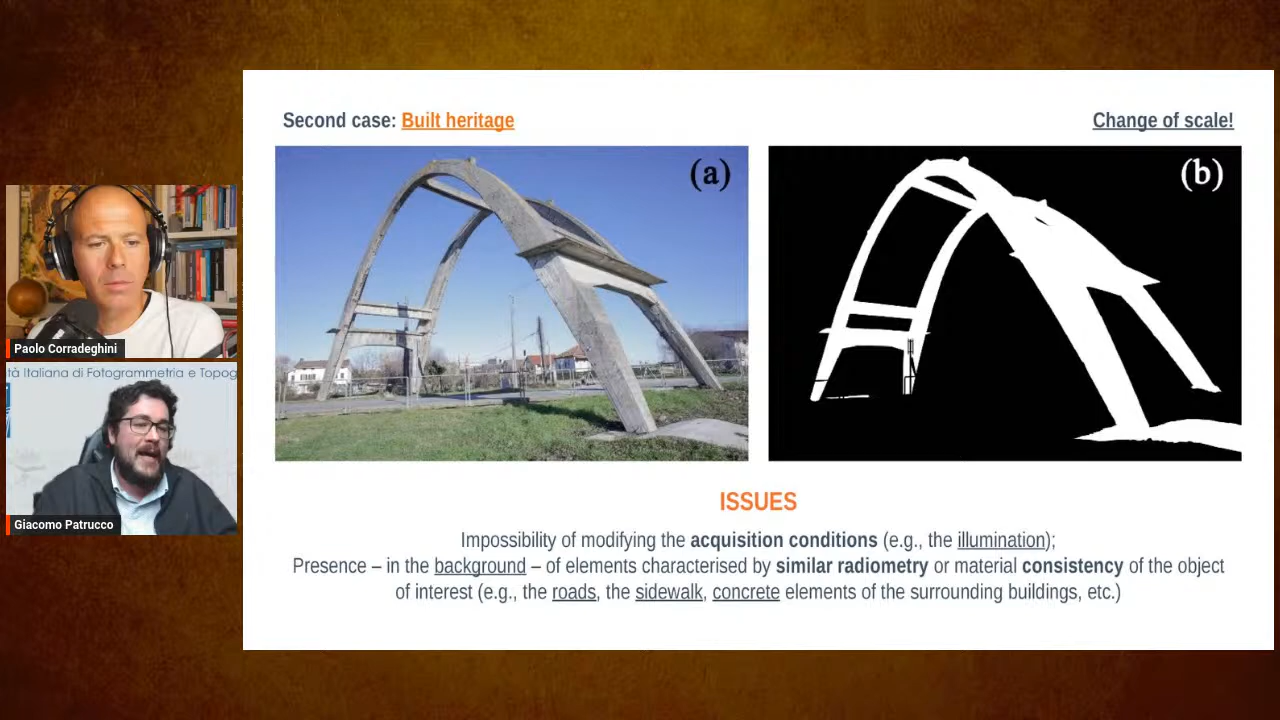 Second case: Built heritage
Change of scale!
(a)
(b)
Paolo Corradeghini
tà Italiana di Fotogrammetria e Topog
Giacomo Patrucco
ISSUES
Impossibility of modifying the acquisition conditions (e.g., the illumination);
Presence – in the background – of elements characterised by similar radiometry or material consistency of the object
of interest (e.g., the roads, the sidewalk, concrete elements of the surrounding buildings, etc.)